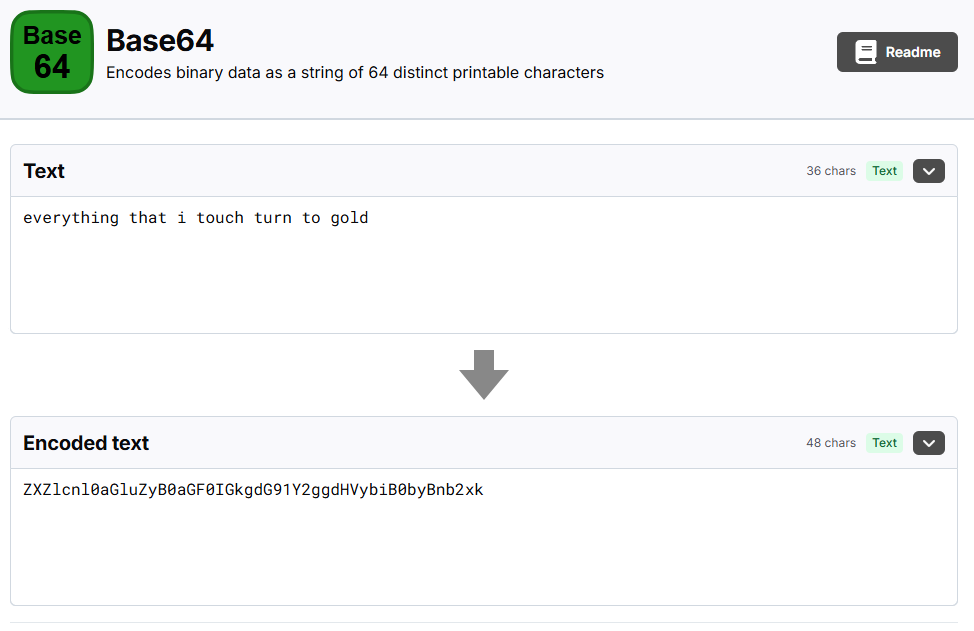 Base
64
Base64
Encodes binary data as a string of 64 distinct printable characters
Readme
Text
36 chars
Text
everything that i touch turn to gold
Encoded text
48 chars
Text
ZXZlcnl0aGluZyB0aGF0IGkgdG91Y2ggdHVybiB0byBnb2xk